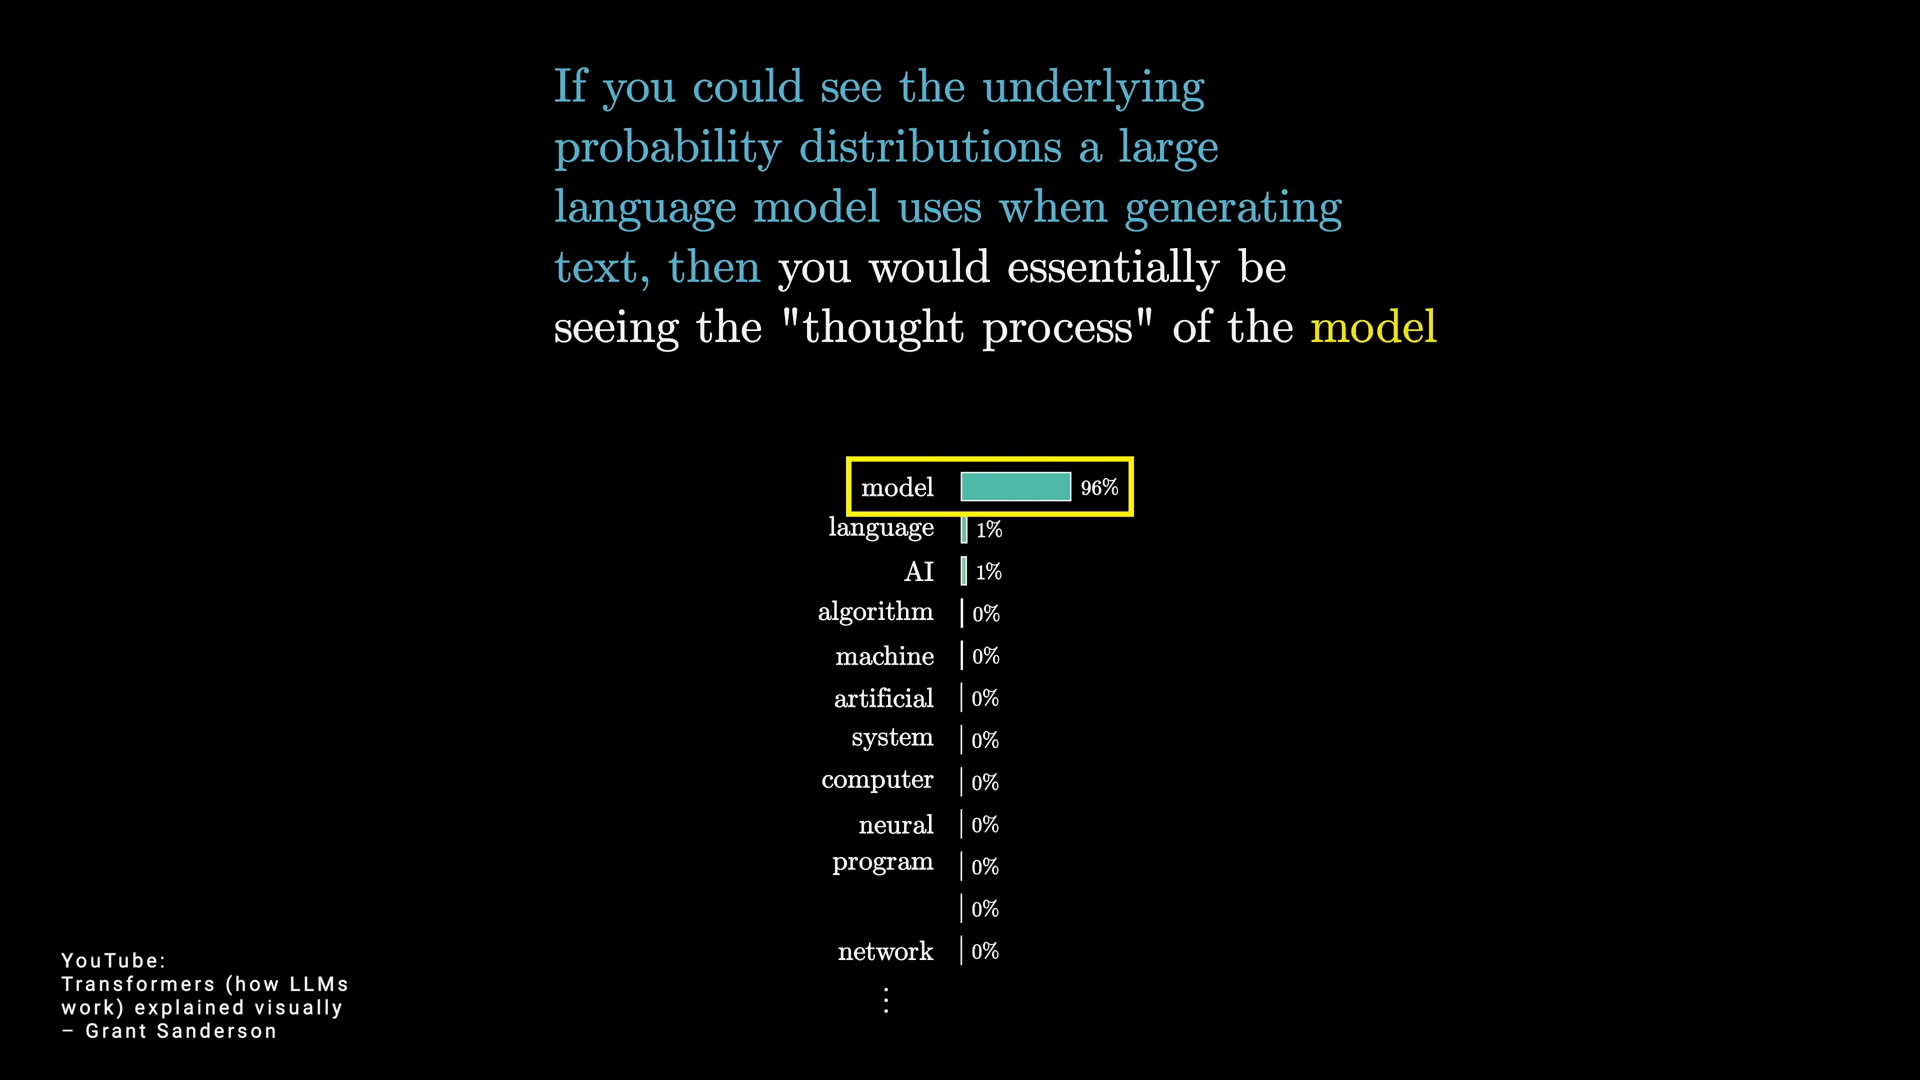 If you could see the underlying
probability distributions a large
language model uses when generating
text, then you would essentially be
seeing the "thought process" of the model
model 96%
language 1%
AI 1%
algorithm 0%
machine 0%
artificial 0%
system 0%
computer 0%
neural 0%
program 0%
0%
network 0%
⋮
YouTube:
Transformers (how LLMs
work) explained visually
– Grant Sanderson